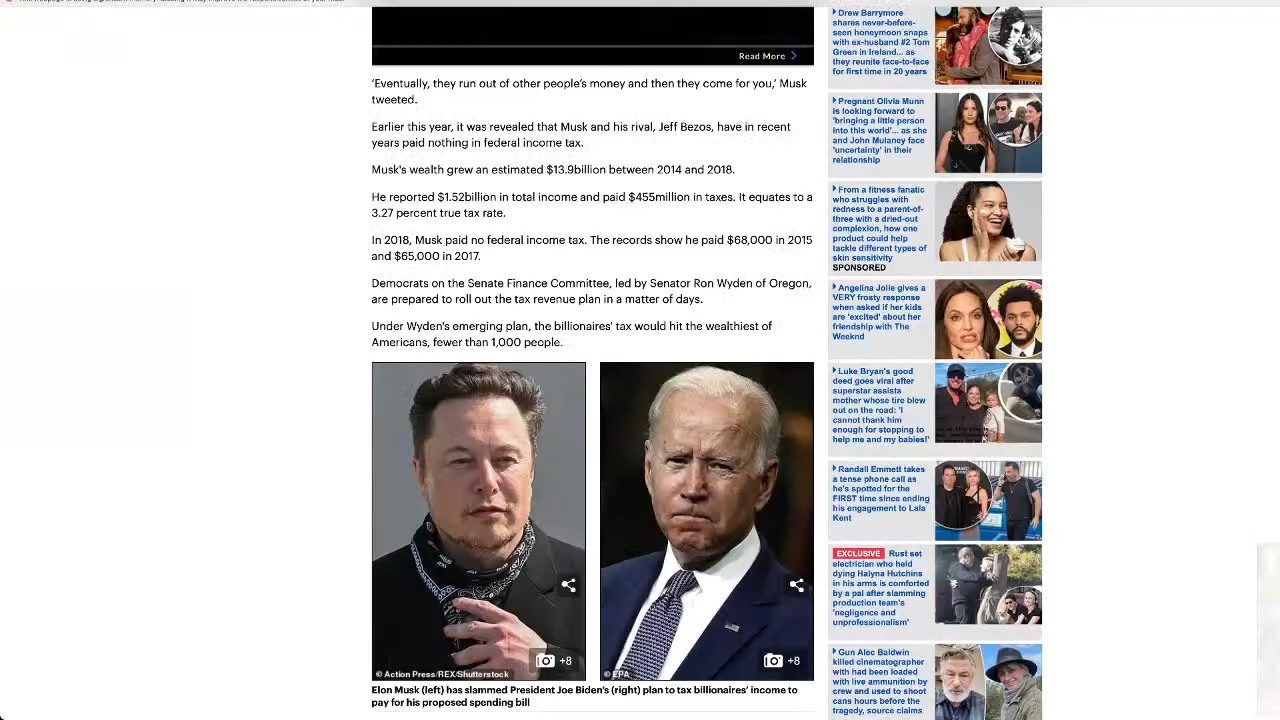 Read More
‘Eventually, they run out of other people’s money and then they come for you,’ Musk
tweeted.
Earlier this year, it was revealed that Musk and his rival, Jeff Bezos, have in recent
years paid nothing in federal income tax.
Musk's wealth grew an estimated $13.9billion between 2014 and 2018.
He reported $1.52billion in total income and paid $455million in taxes. It equates to a
3.27 percent true tax rate.
In 2018, Musk paid no federal income tax. The records show he paid $68,000 in 2015
and $65,000 in 2017.
Democrats on the Senate Finance Committee, led by Senator Ron Wyden of Oregon,
are prepared to roll out the tax revenue plan in a matter of days.
Under Wyden's emerging plan, the billionaires' tax would hit the wealthiest of
Americans, fewer than 1,000 people.
+8
© Action Press/REX/Shutterstock
+8
© EPA
Elon Musk (left) has slammed President Joe Biden's (right) plan to tax billionaires' income to
pay for his proposed spending bill
Drew Barrymore
shares never-before-
seen honeymoon snaps
with ex-husband #2 Tom
Green in Ireland... as
they reunite face-to-face
for first time in 20 years
Pregnant Olivia Munn
is looking forward to
'bringing a little person
into this world'... as she
and John Mulaney face
'uncertainty' in their
relationship
From a fitness fanatic
who struggles with
redness to a parent-of-
three with a dried-out
complexion, how one
product could help
tackle different types of
skin sensitivity
SPONSORED
Angelina Jolie gives a
VERY frosty response
when asked if her kids
are 'excited' about her
friendship with The
Weeknd
Luke Bryan's good
deed goes viral after
superstar assists
mother whose tire blew
out on the road: 'I
cannot thank him
enough for stopping to
help me and my babies!'
Randall Emmett takes
a tense phone call as
he's spotted for the
FIRST time since ending
his engagement to Lala
Kent
EXCLUSIVE Rust set
electrician who held
dying Halyna Hutchins
in his arms is comforted
by a pal after slamming
production team's
'negligence and
unprofessionalism'
Gun Alec Baldwin
killed cinematographer
with had been loaded
with live ammunition by
crew and used to shoot
cans hours before the
tragedy, source claims